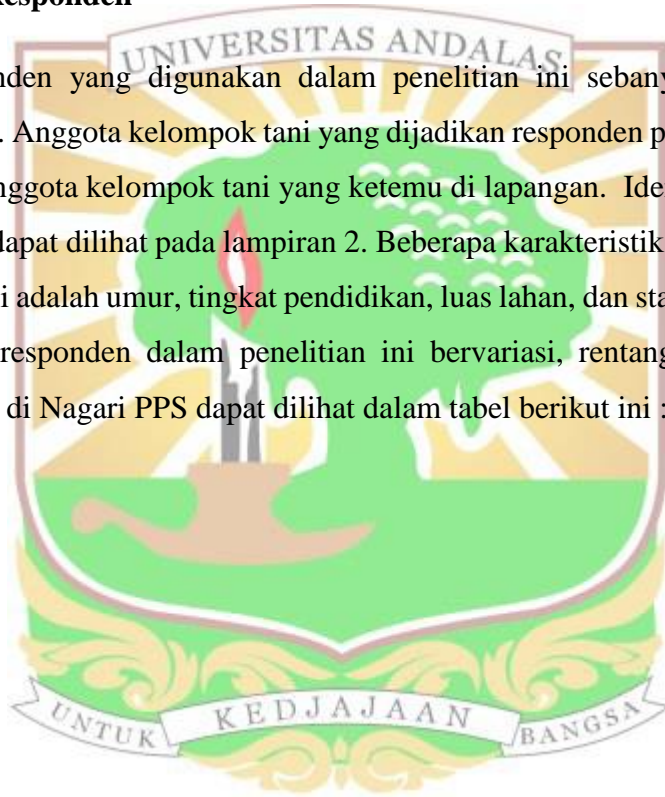 esponden
UNIVERSITAS ANDALAS
nden yang digunakan dalam penelitian ini sebany
. Anggota kelompok tani yang dijadikan responden p
nggota kelompok tani yang ketemu di lapangan. Ide
dapat dilihat pada lampiran 2. Beberapa karakteristik
i adalah umur, tingkat pendidikan, luas lahan, dan sta
responden dalam penelitian ini bervariasi, rentang
di Nagari PPS dapat dilihat dalam tabel berikut ini :
UNTUK KEDJAJAAN BANGSA